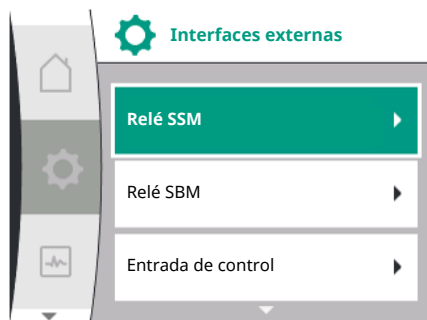 Interfaces externas
Relé SSM
Relé SBM
Entrada de control